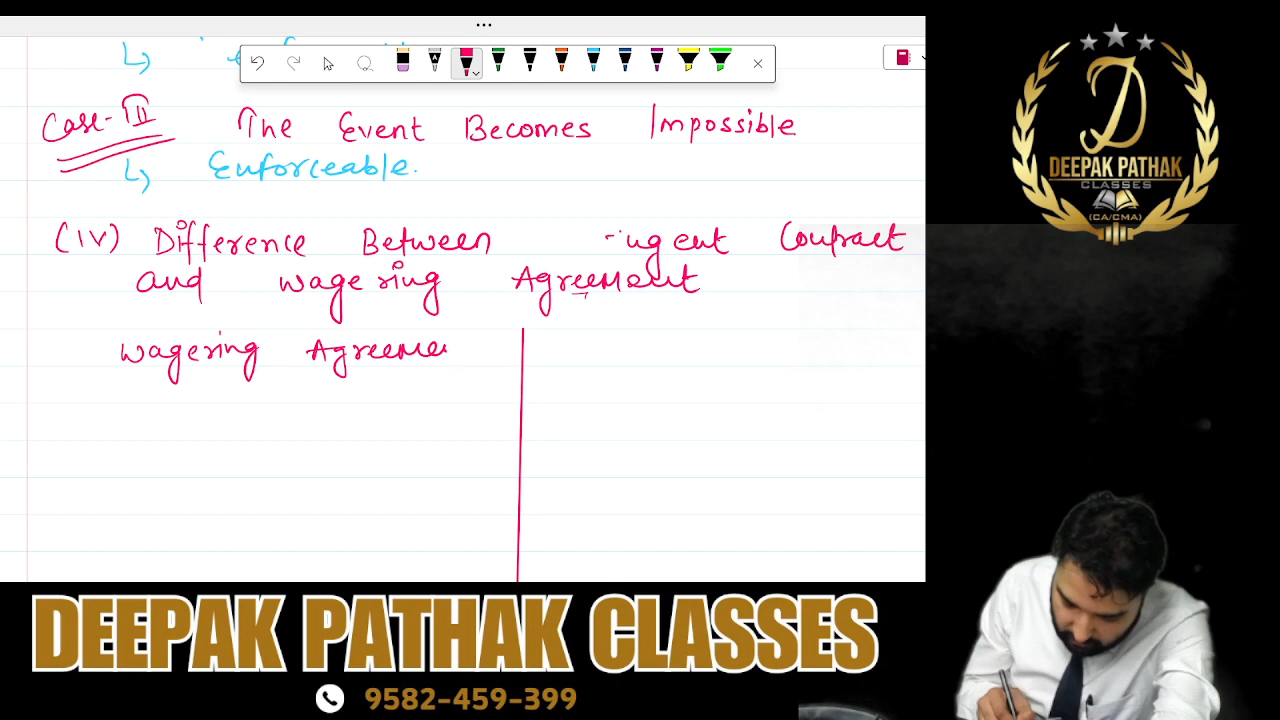 Case-III The Event Becomes Impossible
↳ Enforceable.
(IV) Difference Between ingent Contract
and wagering Agreement
wagering Agreeme
D
DEEPAK PATHAK
CLASSES
(CA/CMA)
DEEPAK PATHAK CLASSES
9582-459-399